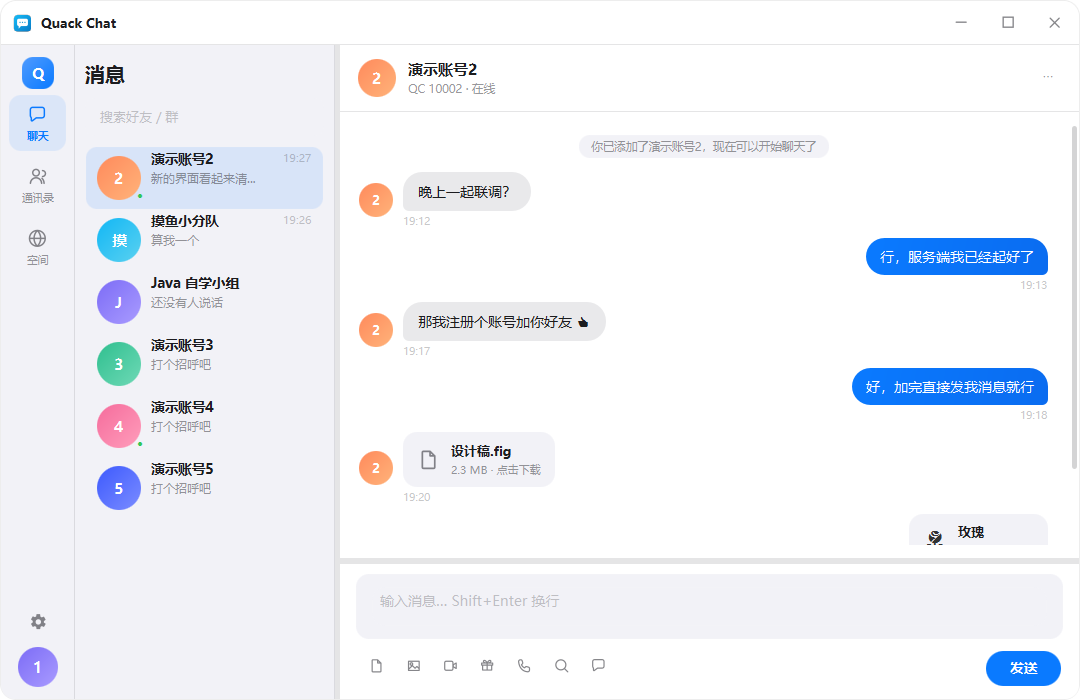 Quack Chat
Q
聊天
通讯录
空间
1
消息
搜索好友 / 群
2
演示账号2
19:27
新的界面看起来清...
摸
摸鱼小分队
19:26
算我一个
J
Java 自学小组
还没有人说话
3
演示账号3
打个招呼吧
4
演示账号4
打个招呼吧
5
演示账号5
打个招呼吧
2
演示账号2
QC 10002 · 在线
...
你已添加了演示账号2，现在可以开始聊天了
2
晚上一起联调？
19:12
行，服务端我已经起好了
19:13
2
那我注册个账号加你好友
19:17
好，加完直接发我消息就行
19:18
2
设计稿.fig
2.3 MB · 点击下载
19:20
玫瑰
输入消息... Shift+Enter 换行
发送